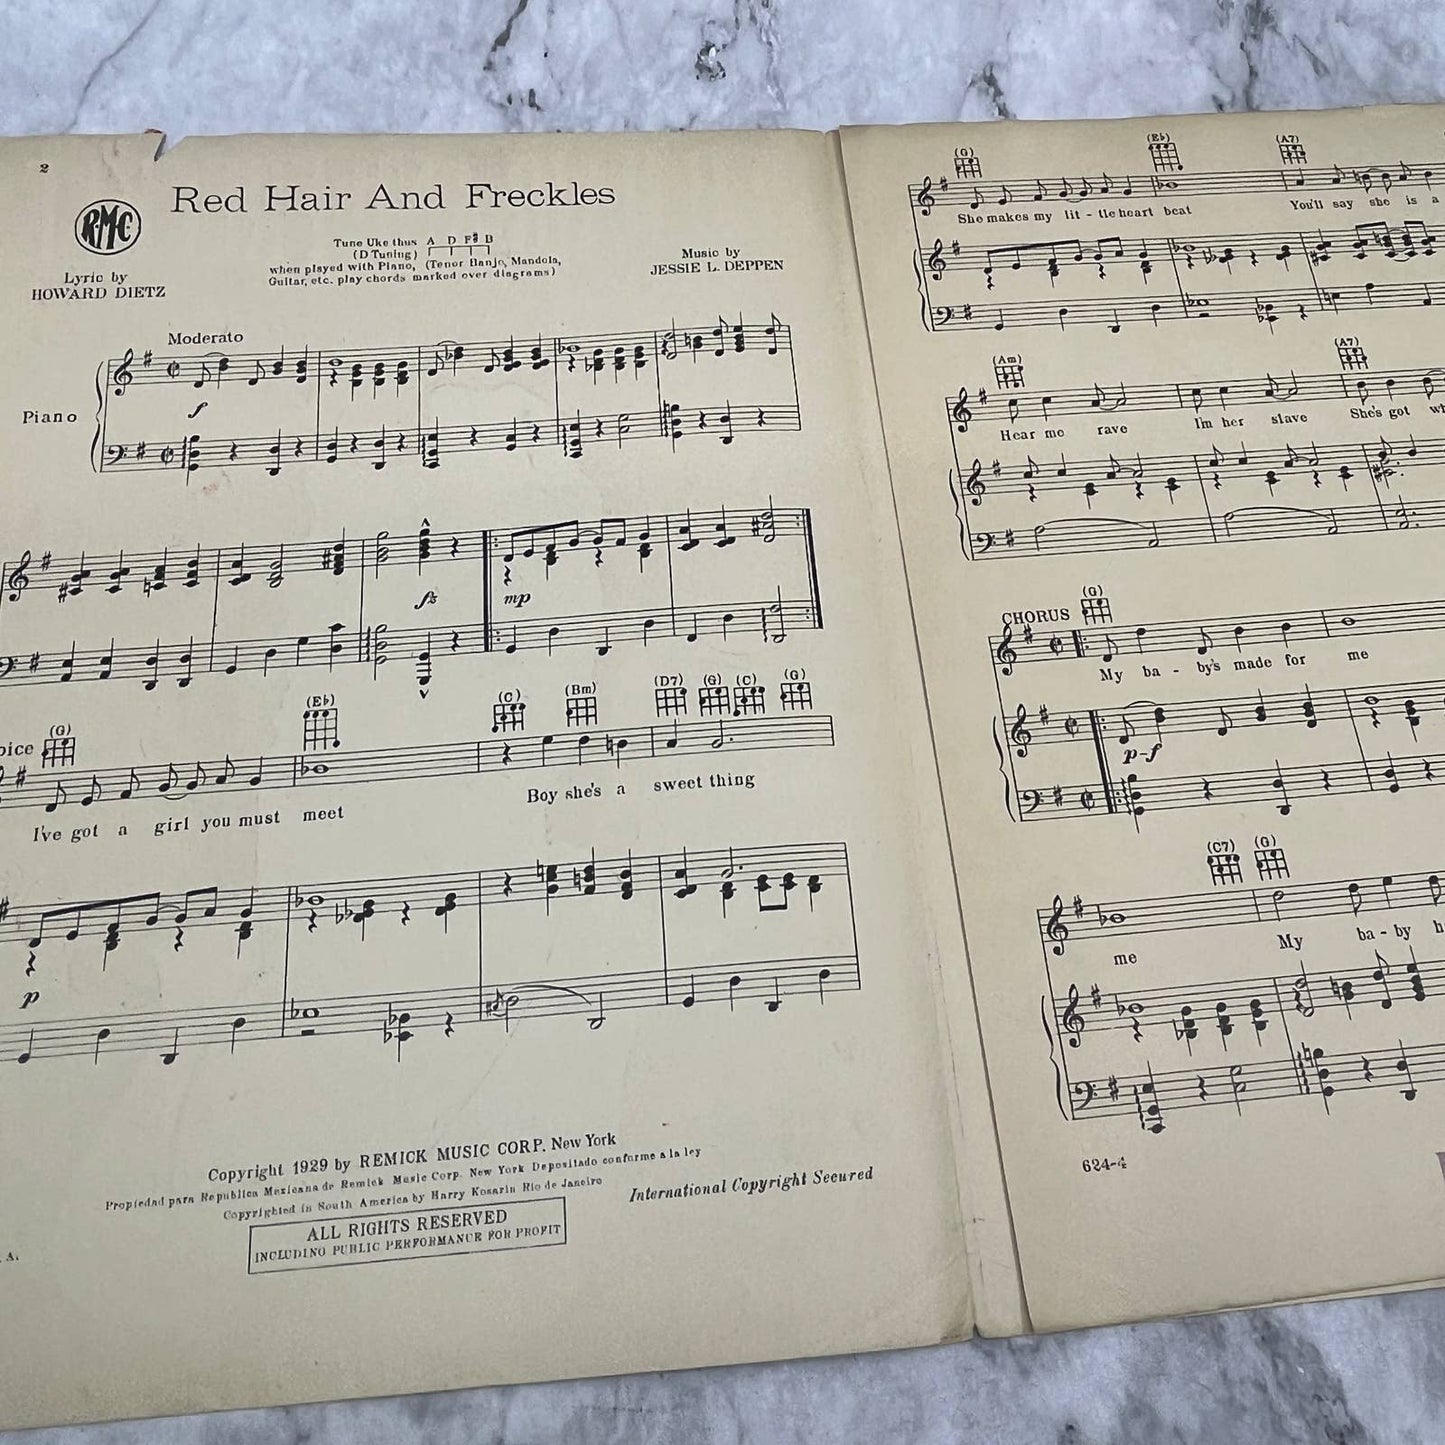 2
RMC
Red Hair And Freckles
Tune Uke thus A D F# B
(D Tuning)
when played with Piano, (Tenor Banjo, Mandola,
Guitar, etc. play chords marked over diagrams)
Lyric by
HOWARD DIETZ
Music by
JESSIE L. DEPPEN
Moderato
Piano
f
fz
mp
(G) (E♭) (C) (Bm) (D7) (G) (C) (G)
I've got a girl you must meet Boy she's a sweet thing
p
Copyright 1929 by REMICK MUSIC CORP. New York
Propiedad para Republica Mexicana de Remick Music Corp. New York Depositado conforme a la ley
Copyrighted in South America by Harry Kosarin Rio de Janeiro
International Copyright Secured
ALL RIGHTS RESERVED
INCLUDING PUBLIC PERFORMANCE FOR PROFIT
A.
(G) (E♭) (A7)
She makes my lit - tle heart beat You'll say she is a
(Am) (A7)
Hear me rave Im her slave She's got
CHORUS (G)
My ba - by's made for me
p-f
(C7) (G)
me My ba - by
624-4